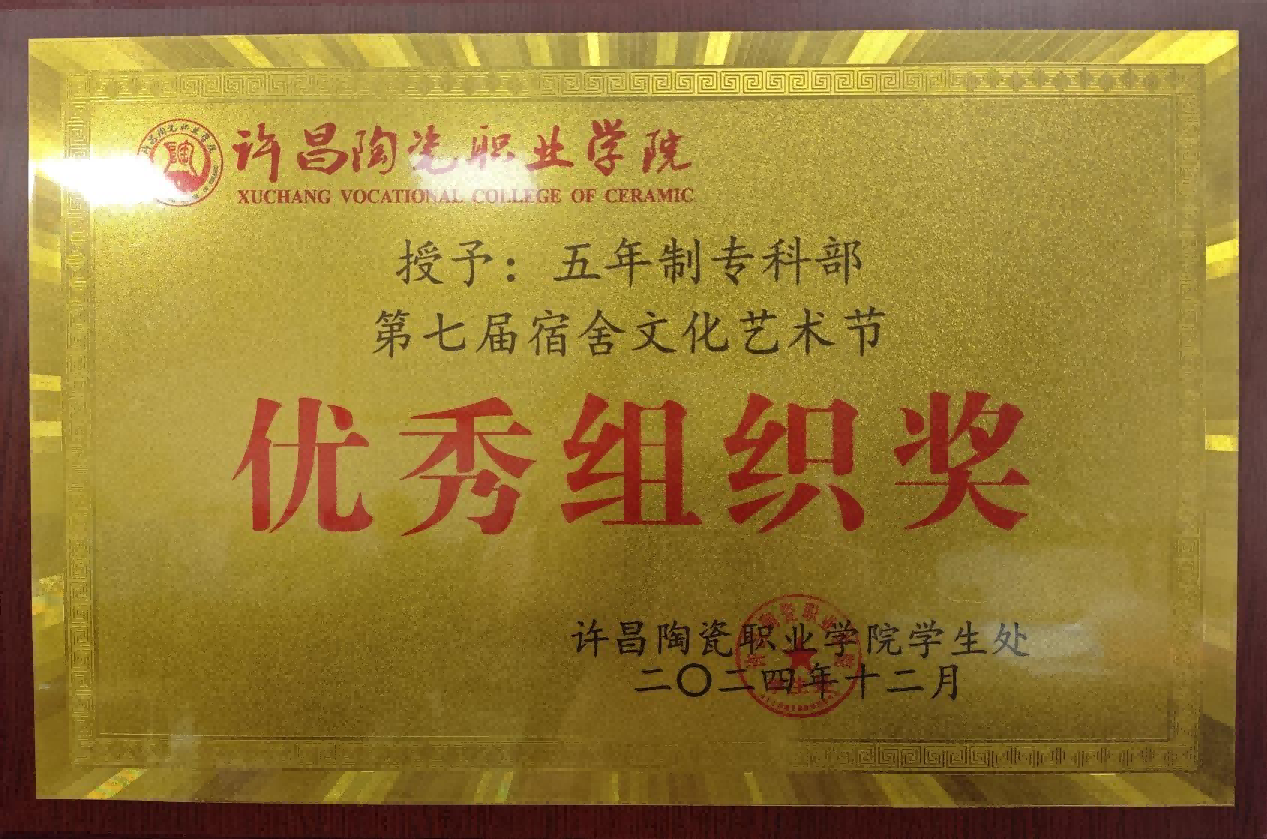 许昌陶瓷职业学院
XUCHANG VOCATIONAL COLLEGE OF CERAMIC
授予：五年制专科部
第七届宿舍文化艺术节
优秀组织奖
许昌陶瓷职业学院学生处
二〇二四年十二月